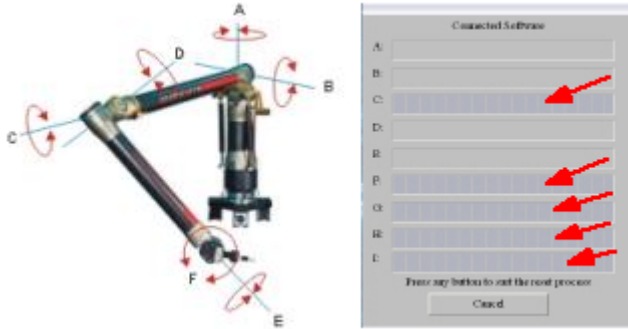 A
D
B
C
F
E
Connected Software
A:
B:
C:
D:
E:
F:
G:
H:
I:
Press any button to exit the reset process
Cancel